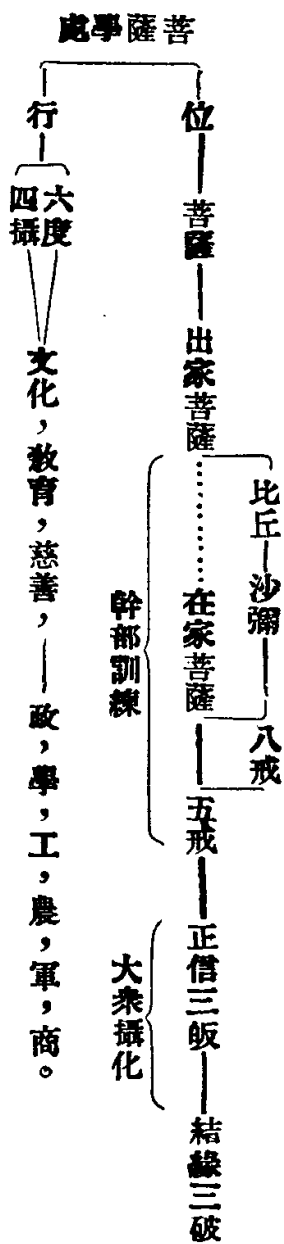 菩薩學處
位
菩薩
出家菩薩
在家菩薩
五戒
正信三皈
結緣三破
比丘
沙彌
八戒
幹部訓練
大衆攝化
行
六度
四攝
文化，敎育，慈善，——政，學，工，農，軍，商。